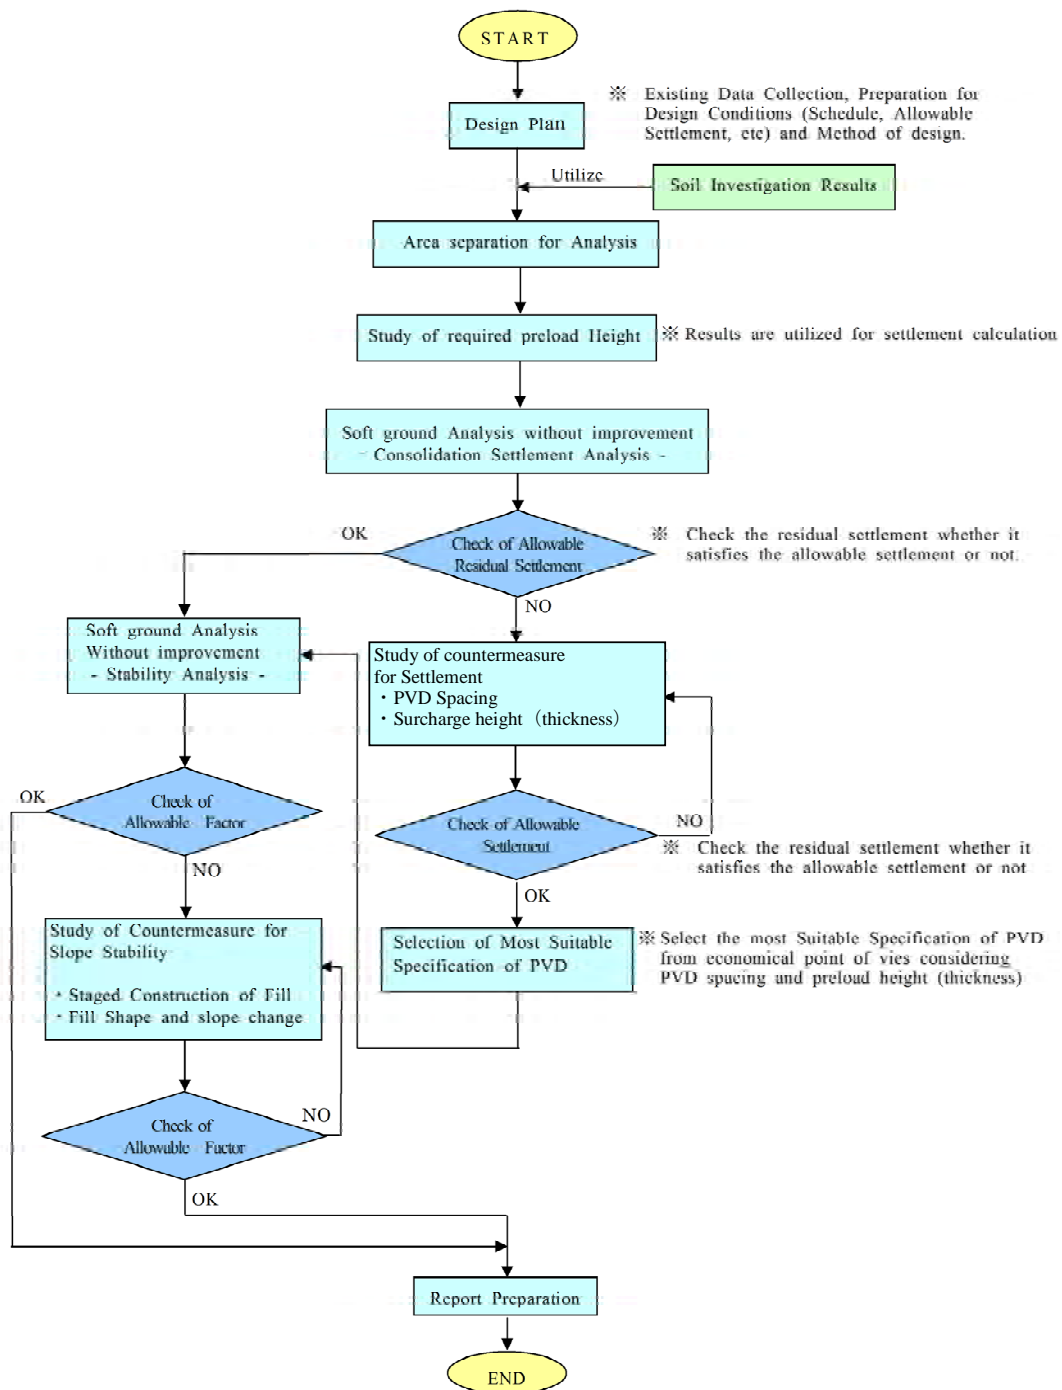 START
※ Existing Data Collection, Preparation for
Design Conditions (Schedule, Allowable
Settlement, etc) and Method of design.
Design Plan
Utilize
Soil Investigation Results
Area separation for Analysis
Study of required preload Height
※ Results are utilized for settlement calculation
Soft ground Analysis without improvement
- Consolidation Settlement Analysis -
OK
Check of Allowable
Residual Settlement
※ Check the residual settlement whether it
satisfies the allowable settlement or not.
NO
Soft ground Analysis
Without improvement
- Stability Analysis -
Study of countermeasure
for Settlement
・PVD Spacing
・Surcharge height（thickness）
OK
Check of
Allowable Factor
Check of Allowable
Settlement
NO
※ Check the residual settlement whether it
satisfies the allowable settlement or not
NO
OK
Study of Countermeasure for
Slope Stability
・Staged Construction of Fill
・Fill Shape and slope change
Selection of Most Suitable
Specification of PVD
※ Select the most Suitable Specification of PVD
from economical point of vies considering
PVD spacing and preload height (thickness)
Check of
Allowable Factor
NO
OK
Report Preparation
END